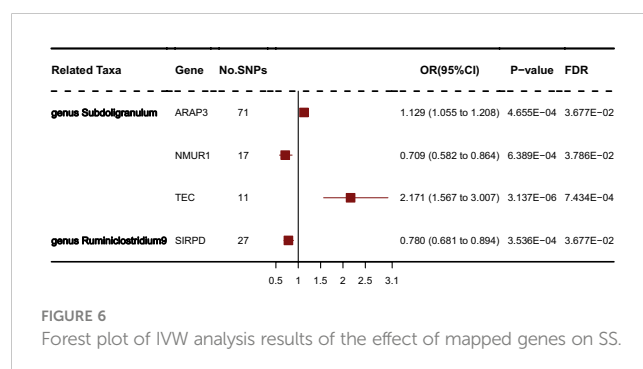 Related Taxa Gene No.SNPs OR(95%CI) P−value FDR
genus Subdoligranulum ARAP3 71 1.129 (1.055 to 1.208) 4.655E−04 3.677E−02
NMUR1 17 0.709 (0.582 to 0.864) 6.389E−04 3.786E−02
TEC 11 2.171 (1.567 to 3.007) 3.137E−06 7.434E−04
genus Ruminiclostridium9 SIRPD 27 0.780 (0.681 to 0.894) 3.536E−04 3.677E−02
0.5 1 1.5 2 2.5 3.1
FIGURE 6
Forest plot of IVW analysis results of the effect of mapped genes on SS.